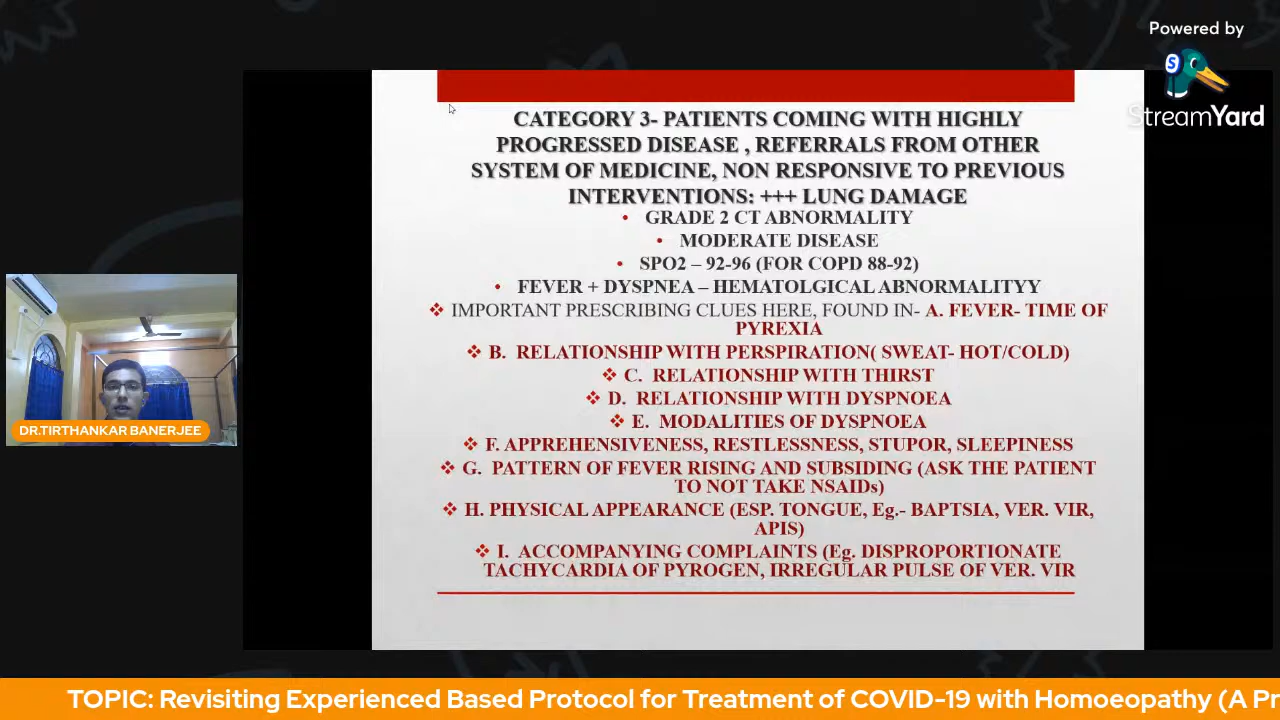 Powered by
S
StreamYard
CATEGORY 3- PATIENTS COMING WITH HIGHLY
PROGRESSED DISEASE , REFERRALS FROM OTHER
SYSTEM OF MEDICINE, NON RESPONSIVE TO PREVIOUS
INTERVENTIONS: +++ LUNG DAMAGE
• GRADE 2 CT ABNORMALITY
• MODERATE DISEASE
• SPO2 – 92-96 (FOR COPD 88-92)
• FEVER + DYSPNEA – HEMATOLGICAL ABNORMALITYY
❖ IMPORTANT PRESCRIBING CLUES HERE, FOUND IN- A. FEVER- TIME OF
PYREXIA
❖ B. RELATIONSHIP WITH PERSPIRATION( SWEAT- HOT/COLD)
❖ C. RELATIONSHIP WITH THIRST
❖ D. RELATIONSHIP WITH DYSPNOEA
❖ E. MODALITIES OF DYSPNOEA
❖ F. APPREHENSIVENESS, RESTLESSNESS, STUPOR, SLEEPINESS
❖ G. PATTERN OF FEVER RISING AND SUBSIDING (ASK THE PATIENT
TO NOT TAKE NSAIDs)
❖ H. PHYSICAL APPEARANCE (ESP. TONGUE, Eg.- BAPTSIA, VER. VIR,
APIS)
❖ I. ACCOMPANYING COMPLAINTS (Eg. DISPROPORTIONATE
TACHYCARDIA OF PYROGEN, IRREGULAR PULSE OF VER. VIR
DR.TIRTHANKAR BANERJEE
TOPIC: Revisiting Experienced Based Protocol for Treatment of COVID-19 with Homoeopathy (A Pr